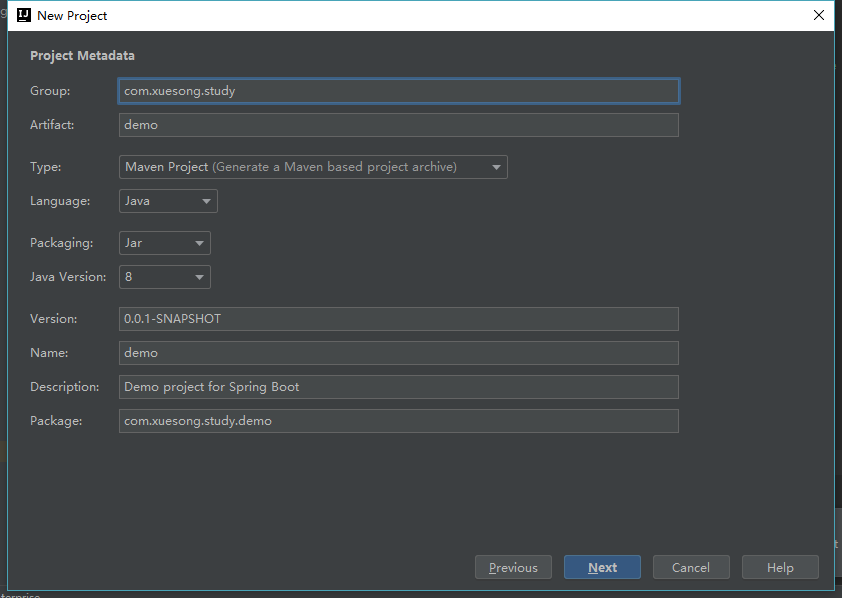 New Project
Project Metadata
Group: com.xuesong.study
Artifact: demo
Type: Maven Project (Generate a Maven based project archive)
Language: Java
Packaging: Jar
Java Version: 8
Version: 0.0.1-SNAPSHOT
Name: demo
Description: Demo project for Spring Boot
Package: com.xuesong.study.demo
Previous Next Cancel Help